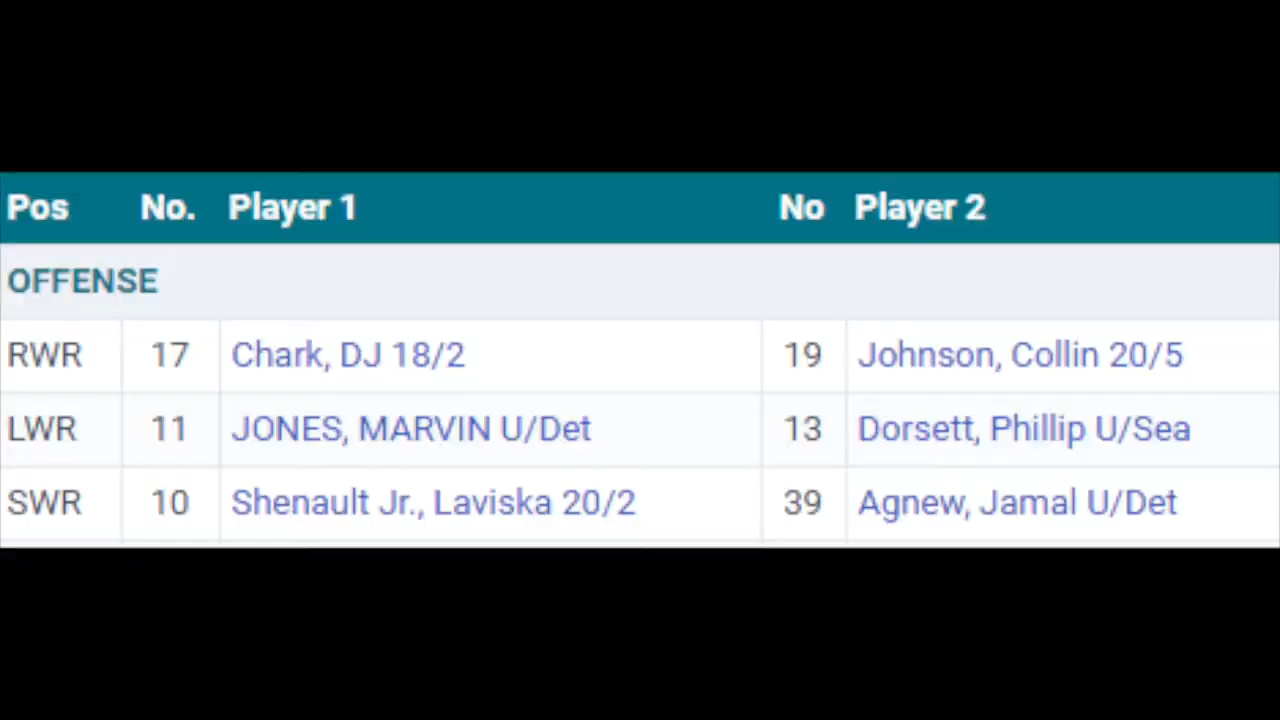 Pos No. Player 1 No Player 2
OFFENSE
RWR 17 Chark, DJ 18/2 19 Johnson, Collin 20/5
LWR 11 JONES, MARVIN U/Det 13 Dorsett, Phillip U/Sea
SWR 10 Shenault Jr., Laviska 20/2 39 Agnew, Jamal U/Det